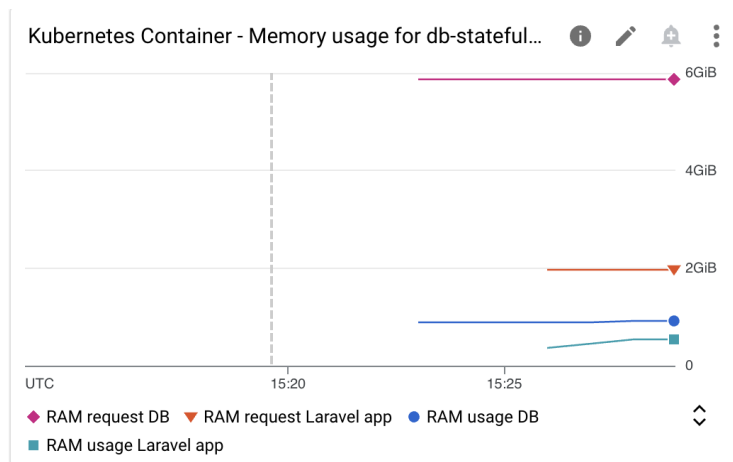 Kubernetes Container - Memory usage for db-stateful...
6GiB
4GiB
2GiB
0
UTC 15:20 15:25
RAM request DB RAM request Laravel app RAM usage DB
RAM usage Laravel app